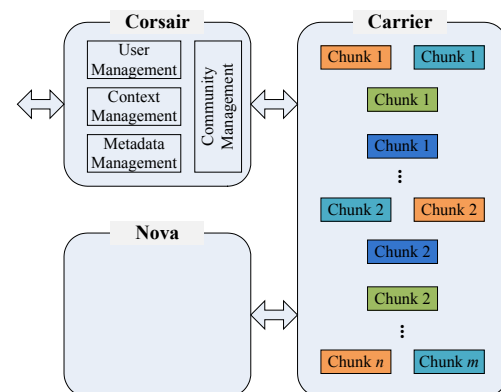 Corsair
User
Management
Context
Management
Metadata
Management
Community
Management
Nova
Carrier
Chunk 1 Chunk 1
Chunk 1
Chunk 1
Chunk 2 Chunk 2
Chunk 2
Chunk 2
Chunk n Chunk m